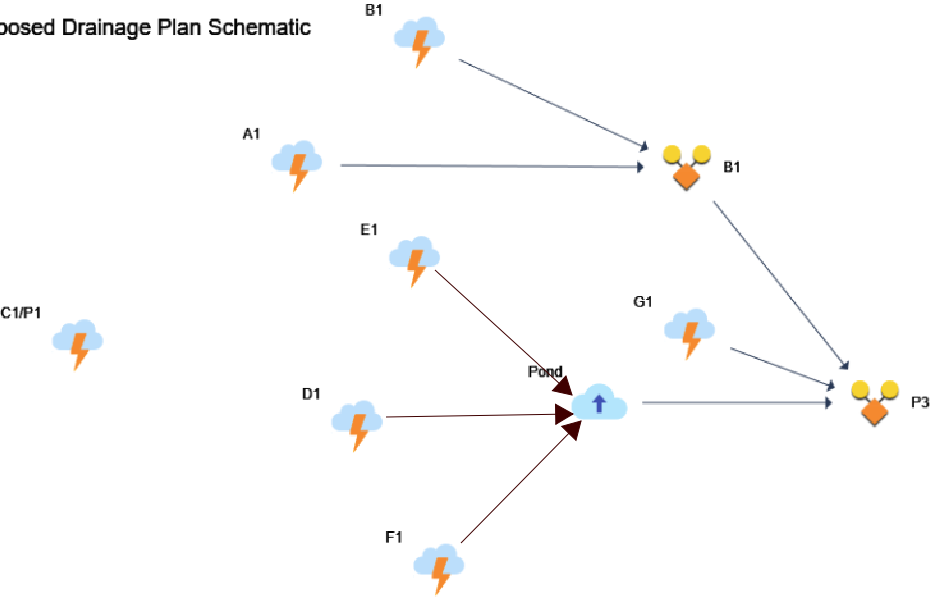 B1
posed Drainage Plan Schematic
A1
B1
E1
G1
C1/P1
Pond
D1
P3
F1